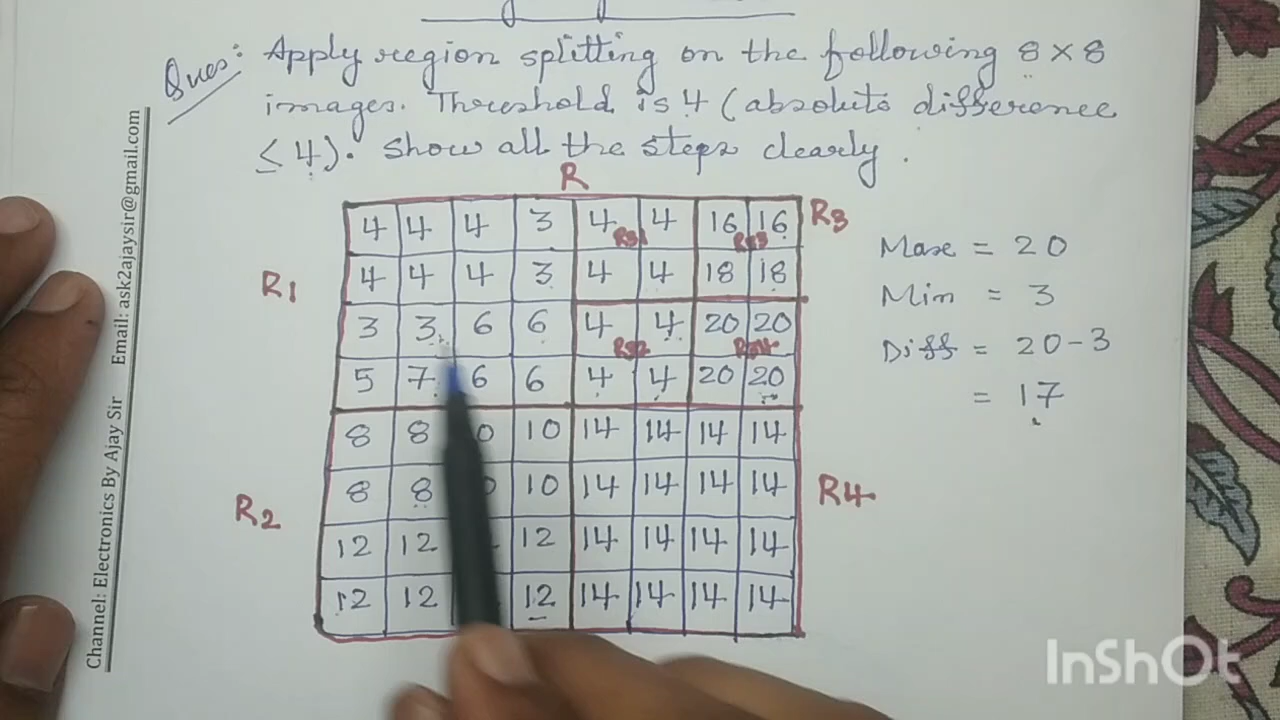 Ques: Apply region splitting on the following 8 × 8
images. Threshold is 4 (absolute difference
≤ 4). Show all the steps clearly.
R
4 4 4 3 4 4 16 16 R3
4 4 4 3 4 4 18 18
R1
3 3 6 6 4 4 20 20
5 7 6 6 4 4 20 20
8 8 10 14 14 14 14
8 8 10 14 14 14 14
R2 R4
12 12 12 14 14 14 14
12 12 12 14 14 14 14
Max = 20
Min = 3
Diff = 20-3
= 17
Channel: Electronics By Ajay Sir Email: ask2ajaysir@gmail.com
InShOt